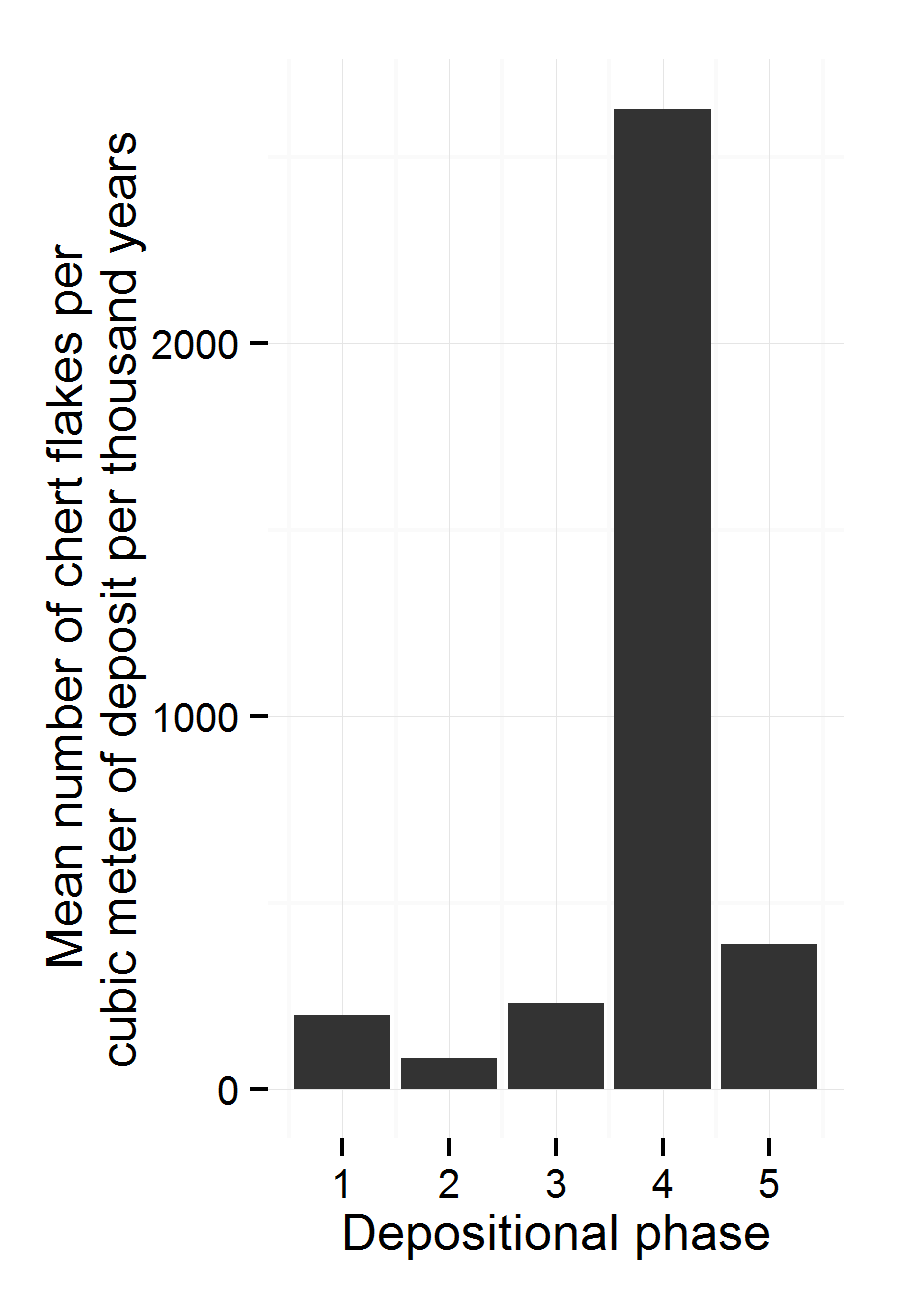 Mean number of chert flakes per
cubic meter of deposit per thousand years
2000
1000
0
1 2 3 4 5
Depositional phase